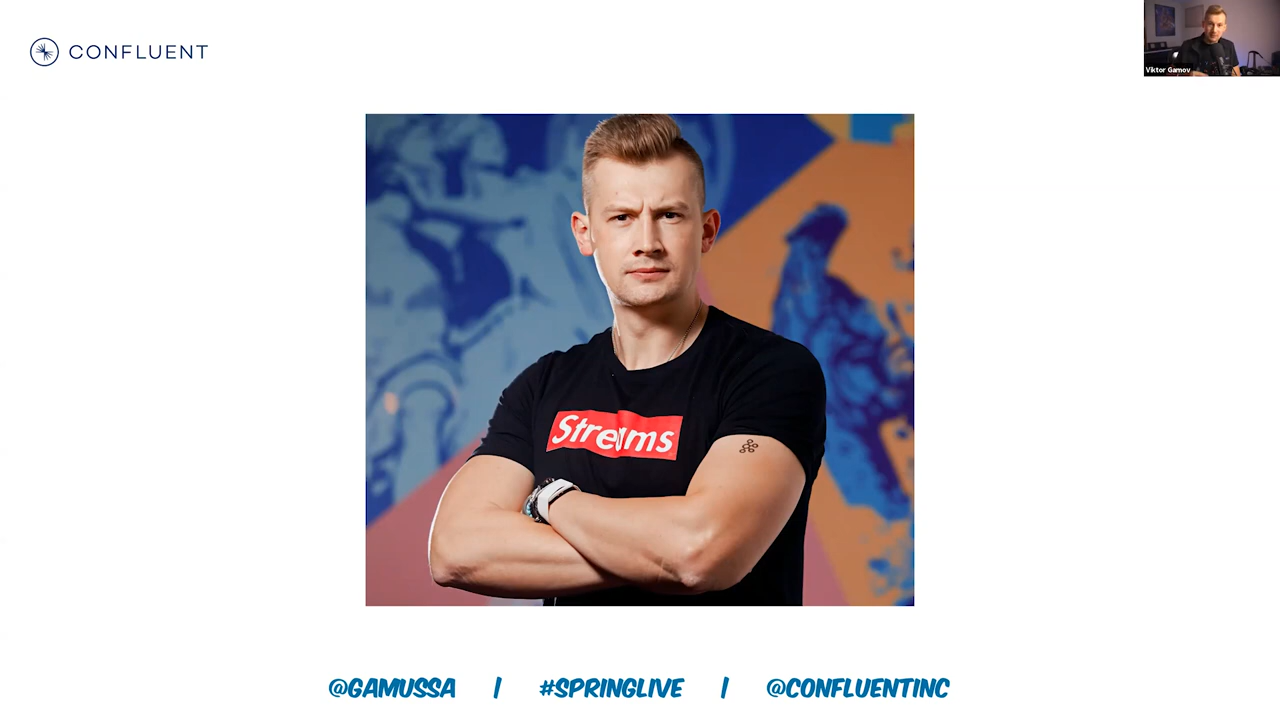 CONFLUENT
Viktor Gamov
Streams
@GAMUSSA | #SPRINGLIVE | @CONFLUENTINC